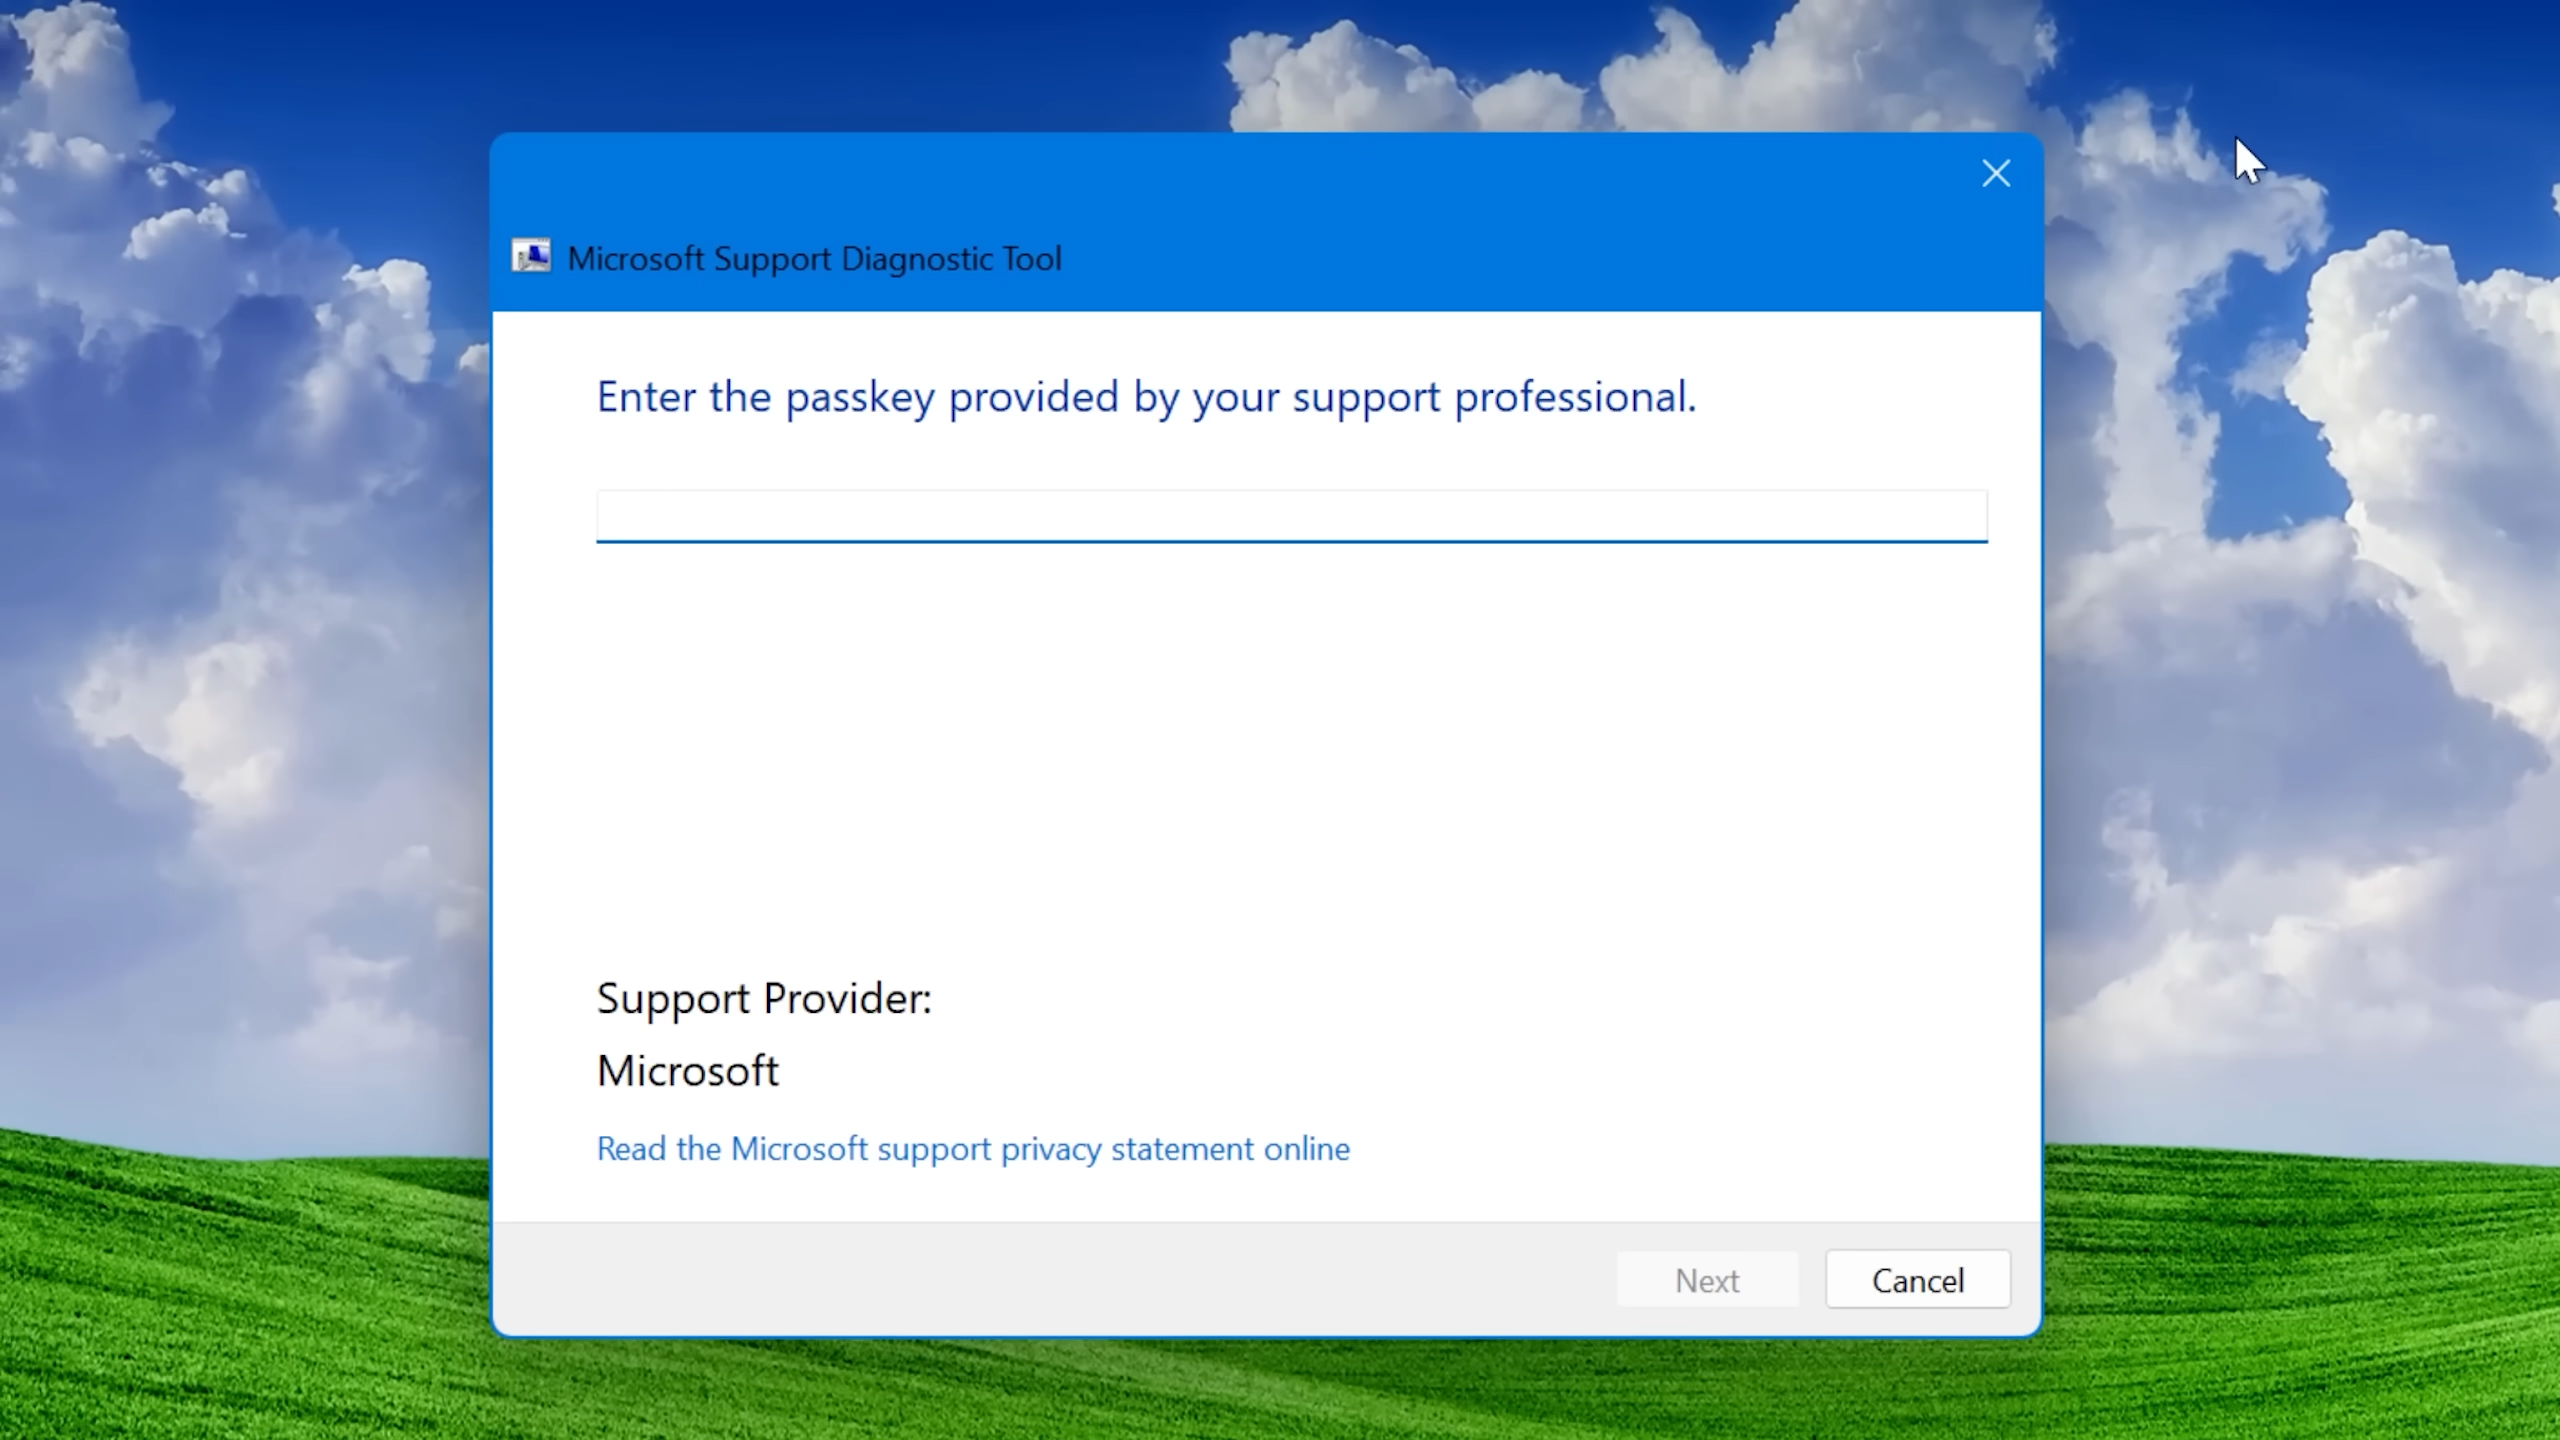 Microsoft Support Diagnostic Tool
Enter the passkey provided by your support professional.
Support Provider:
Microsoft
Read the Microsoft support privacy statement online
Next
Cancel